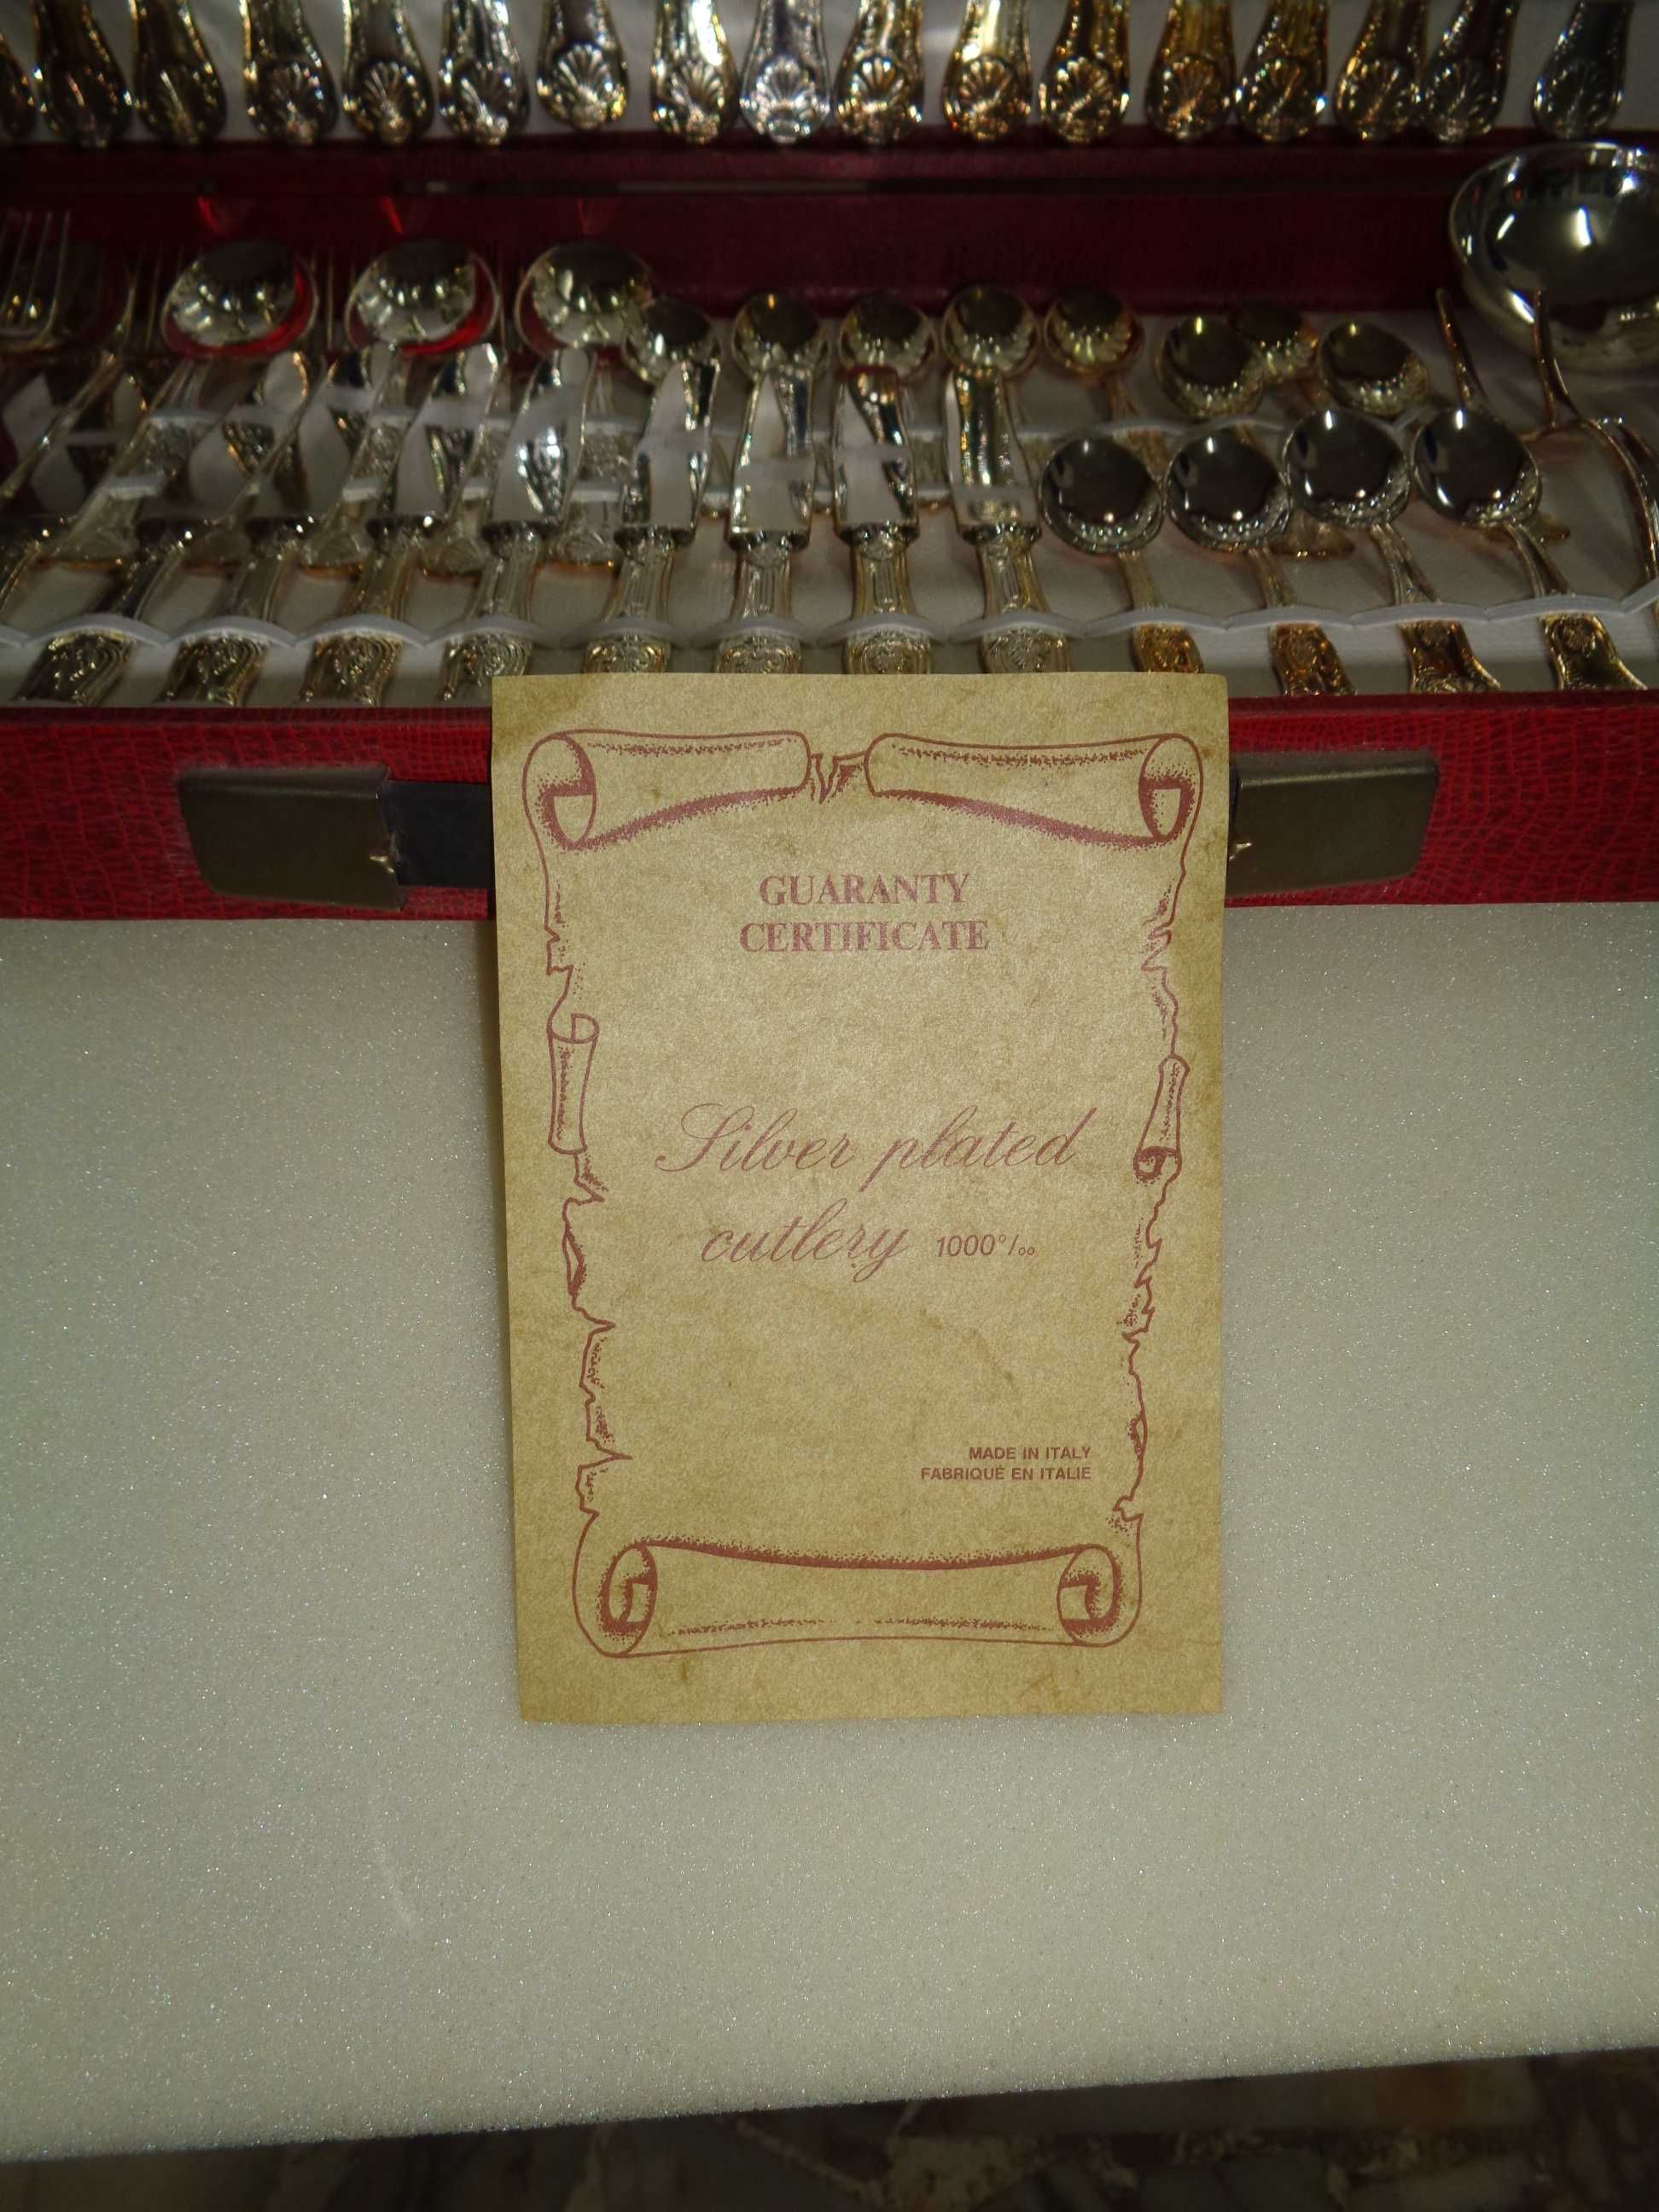 GUARANTY
CERTIFICATE
Silver plated
cutlery 1000°/oo
MADE IN ITALY
FABRIQUÉ EN ITALIE